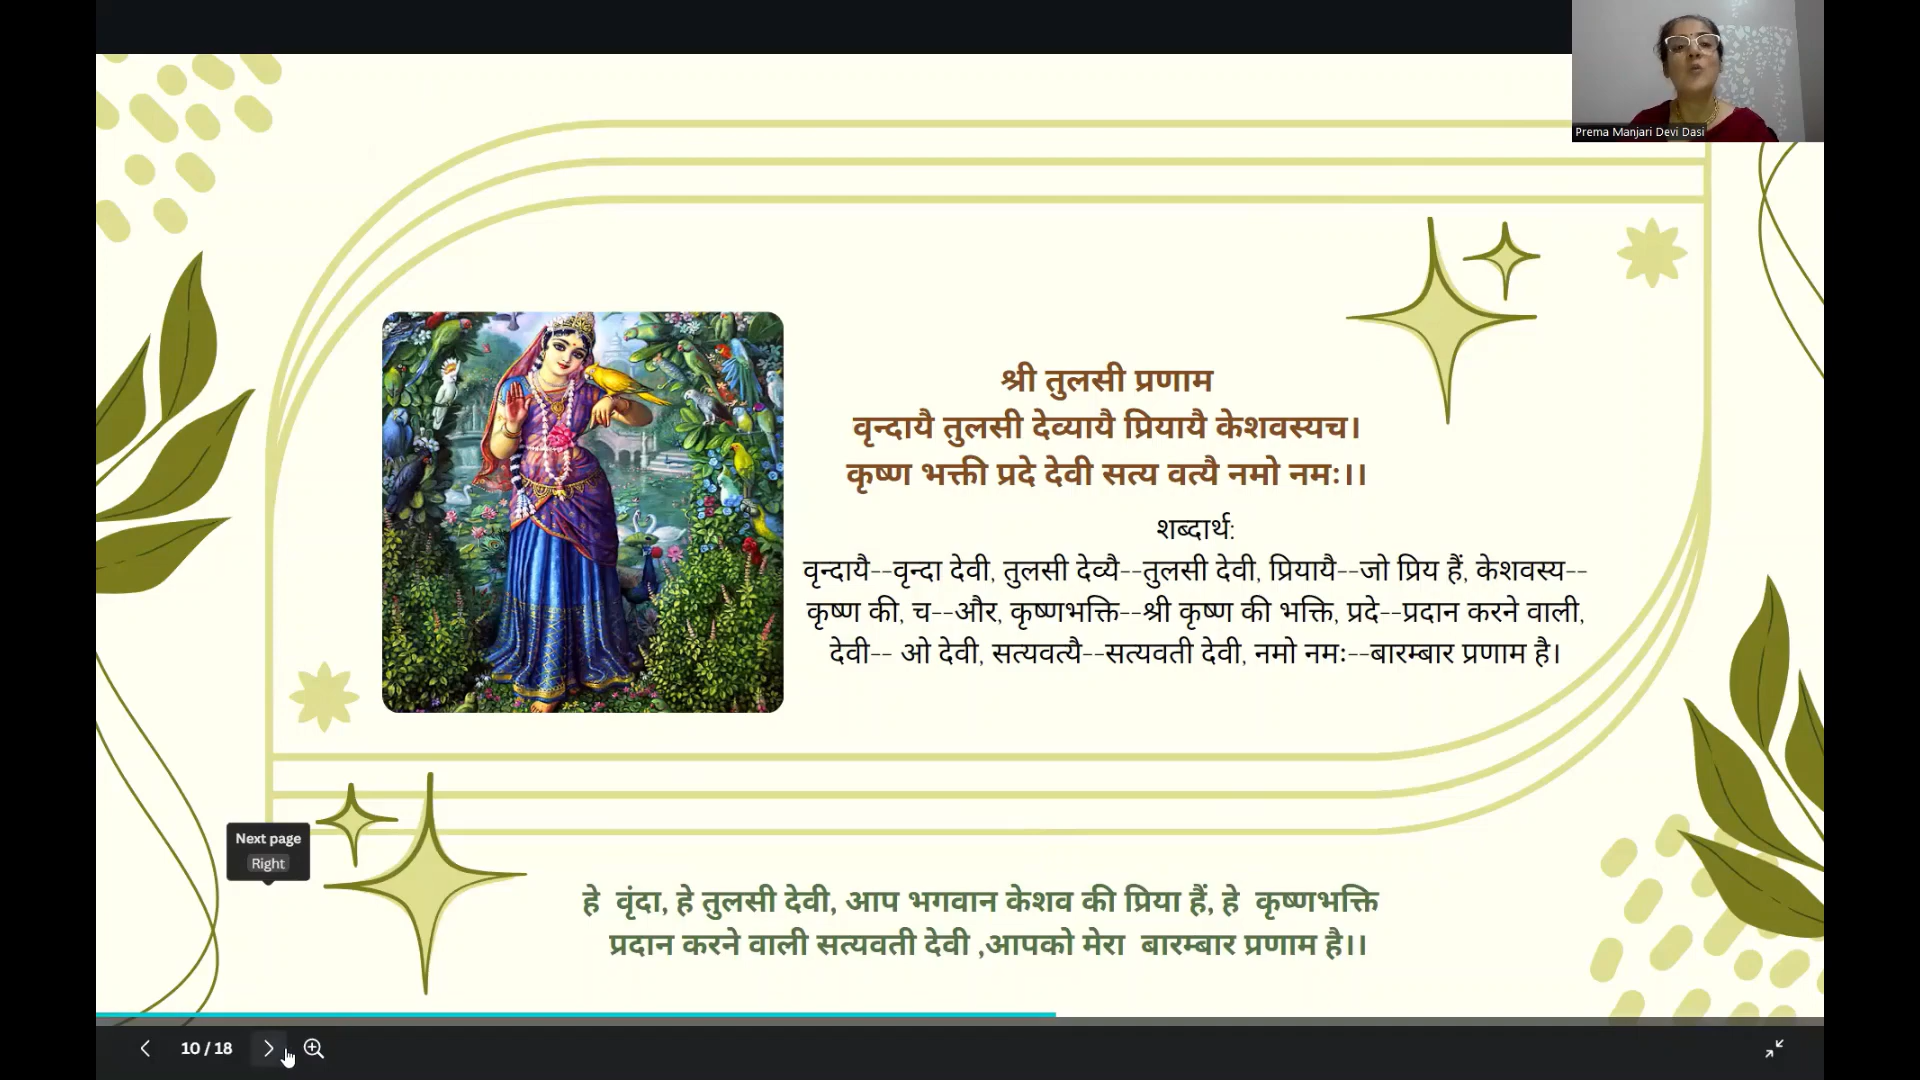 Prema Manjari Devi Dasi
श्री तुलसी प्रणाम
वृन्दायै तुलसी देव्यायै प्रियायै केशवस्यच।
कृष्ण भक्ती प्रदे देवी सत्य वत्यै नमो नमः।।
शब्दार्थ:
वृन्दायै--वृन्दा देवी, तुलसी देव्यै--तुलसी देवी, प्रियायै--जो प्रिय हैं, केशवस्य--
कृष्ण की, च--और, कृष्णभक्ति--श्री कृष्ण की भक्ति, प्रदे--प्रदान करने वाली,
देवी-- ओ देवी, सत्यवत्यै--सत्यवती देवी, नमो नमः--बारम्बार प्रणाम है।
Next page
Right
हे वृंदा, हे तुलसी देवी, आप भगवान केशव की प्रिया हैं, हे कृष्णभक्ति
प्रदान करने वाली सत्यवती देवी ,आपको मेरा बारम्बार प्रणाम है।।
10 / 18